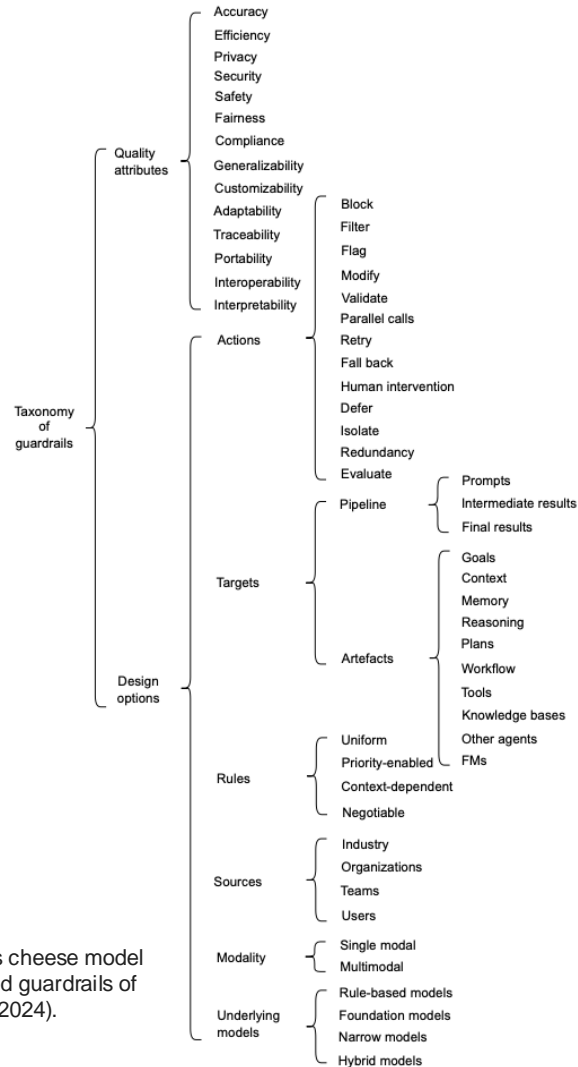 Taxonomy
of
guardrails
Quality
attributes
Accuracy
Efficiency
Privacy
Security
Safety
Fairness
Compliance
Generalizability
Customizability
Adaptability
Traceability
Portability
Interoperability
Interpretability
Design
options
Actions
Block
Filter
Flag
Modify
Validate
Parallel calls
Retry
Fall back
Human intervention
Defer
Isolate
Redundancy
Evaluate
Targets
Pipeline
Prompts
Intermediate results
Final results
Artefacts
Goals
Context
Memory
Reasoning
Plans
Workflow
Tools
Knowledge bases
Other agents
FMs
Rules
Uniform
Priority-enabled
Context-dependent
Negotiable
Sources
Industry
Organizations
Teams
Users
Modality
Single modal
Multimodal
Underlying
models
Rule-based models
Foundation models
Narrow models
Hybrid models
s cheese model
d guardrails of
2024).